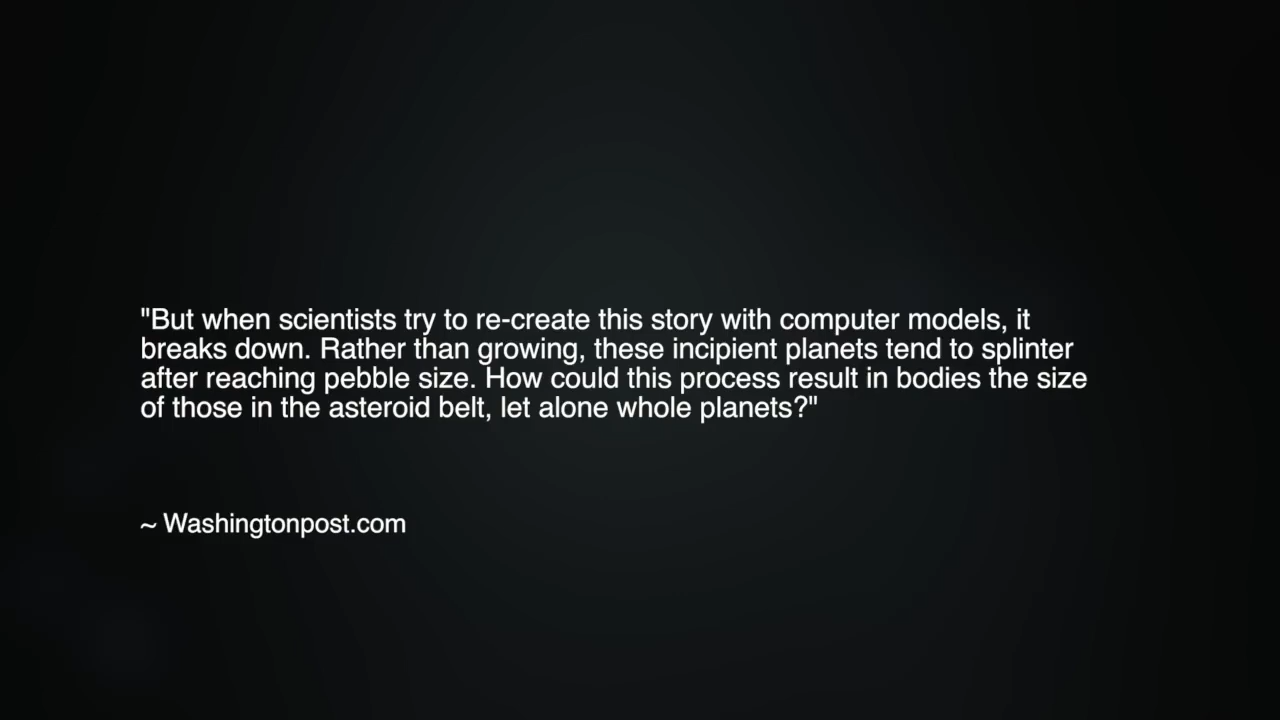 "But when scientists try to re-create this story with computer models, it
breaks down. Rather than growing, these incipient planets tend to splinter
after reaching pebble size. How could this process result in bodies the size
of those in the asteroid belt, let alone whole planets?"
~ Washingtonpost.com